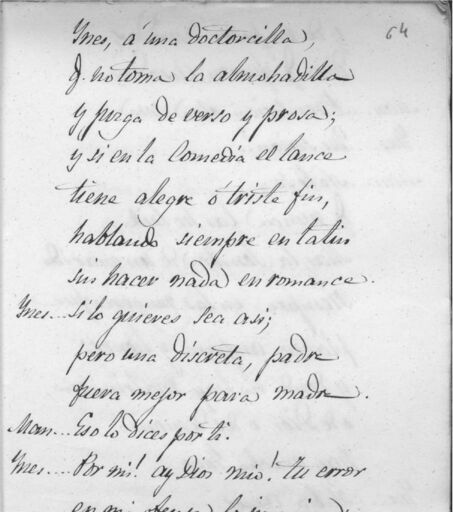 64
Ynes, á una doctorcilla,
q. no toma la almohadilla
y juzga de verso y prosa;
y si en la Comedia el lance
tiene alegre ó triste fin,
hablando siempre en latin
sin hacer nada en romance.
Ynes... si lo quieres sea asi;
pero una discreta, padre
fuera mejor para madre.
Man... Eso lo dices por ti.
Ynes... Por mi! ay Dios mio! tu error
en mi